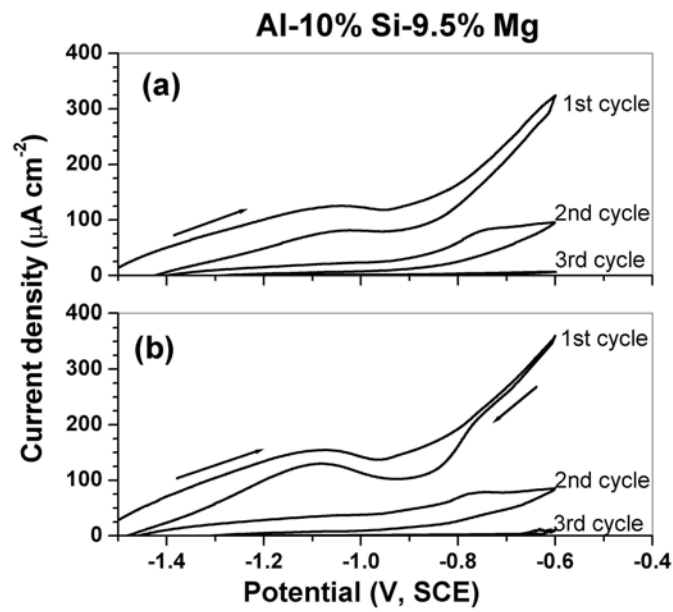 Al-10% Si-9.5% Mg
Current density (μA cm⁻²)
400
(a)
300
1st cycle
200
100
2nd cycle
3rd cycle
0
400
(b)
1st cycle
300
200
100
2nd cycle
3rd cycle
0
-1.4 -1.2 -1.0 -0.8 -0.6 -0.4
Potential (V, SCE)